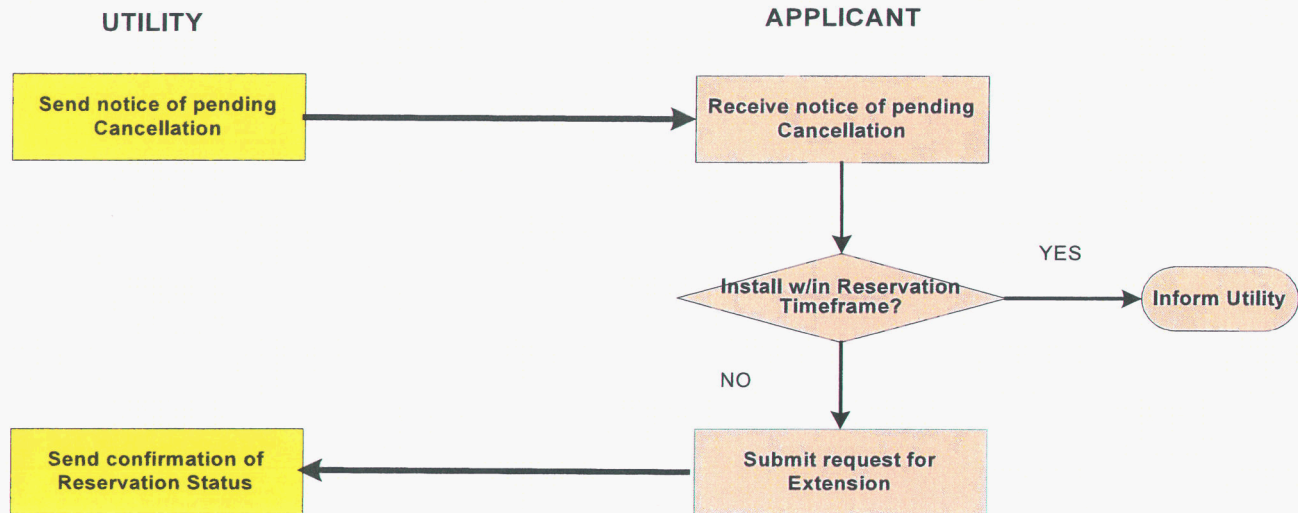 UTILITY
APPLICANT
Send notice of pending
Cancellation
Receive notice of pending
Cancellation
Install w/in Reservation
Timeframe?
YES
Inform Utility
NO
Send confirmation of
Reservation Status
Submit request for
Extension